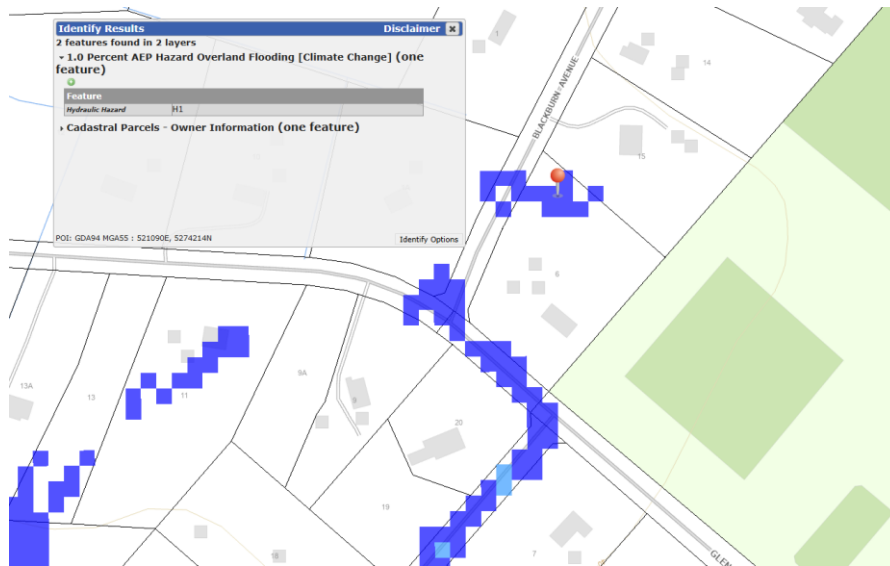 Identify Results Disclaimer
2 features found in 2 layers
1.0 Percent AEP Hazard Overland Flooding [Climate Change] (one
feature)
Feature
Hydraulic Hazard H1
Cadastral Parcels - Owner Information (one feature)
POI: GDA94 MGA55 : 521090E, 5274214N
Identify Options
1
14
BLACKBURN AVENUE
15
6
13A
13
11
9A
9
20
19
18
7
GLEN